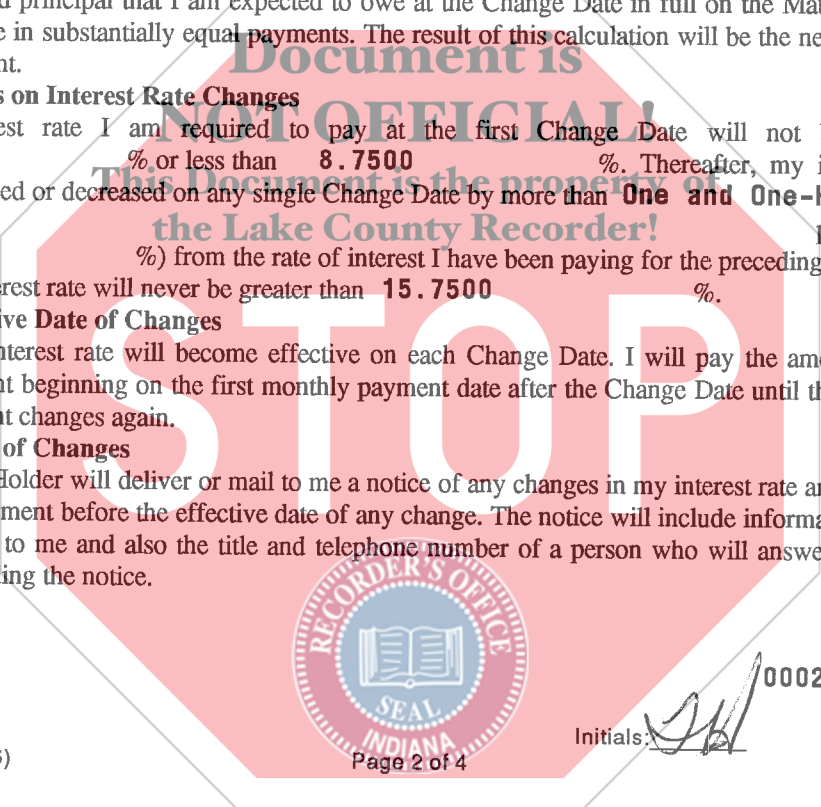 d principal that I am expected to owe at the Change Date in full on the Mat
e in substantially equal payments. The result of this calculation will be the ne
nt.
Document is
s on Interest Rate Changes
NOT OFFICIAL!
est rate I am required to pay at the first Change Date will not
% or less than 8.7500 %. Thereafter, my i
This Document is the property of
ed or decreased on any single Change Date by more than One and One-H
the Lake County Recorder!
%) from the rate of interest I have been paying for the preceding
rest rate will never be greater than 15.7500 %.
ive Date of Changes
nterest rate will become effective on each Change Date. I will pay the am
nt beginning on the first monthly payment date after the Change Date until th
nt changes again.
STOP
of Changes
Holder will deliver or mail to me a notice of any changes in my interest rate an
ment before the effective date of any change. The notice will include informa
to me and also the title and telephone number of a person who will answe
ing the notice.
RECORDER'S OFFICE
SEAL
INDIANA
0002
Initials:
Page 2 of 4